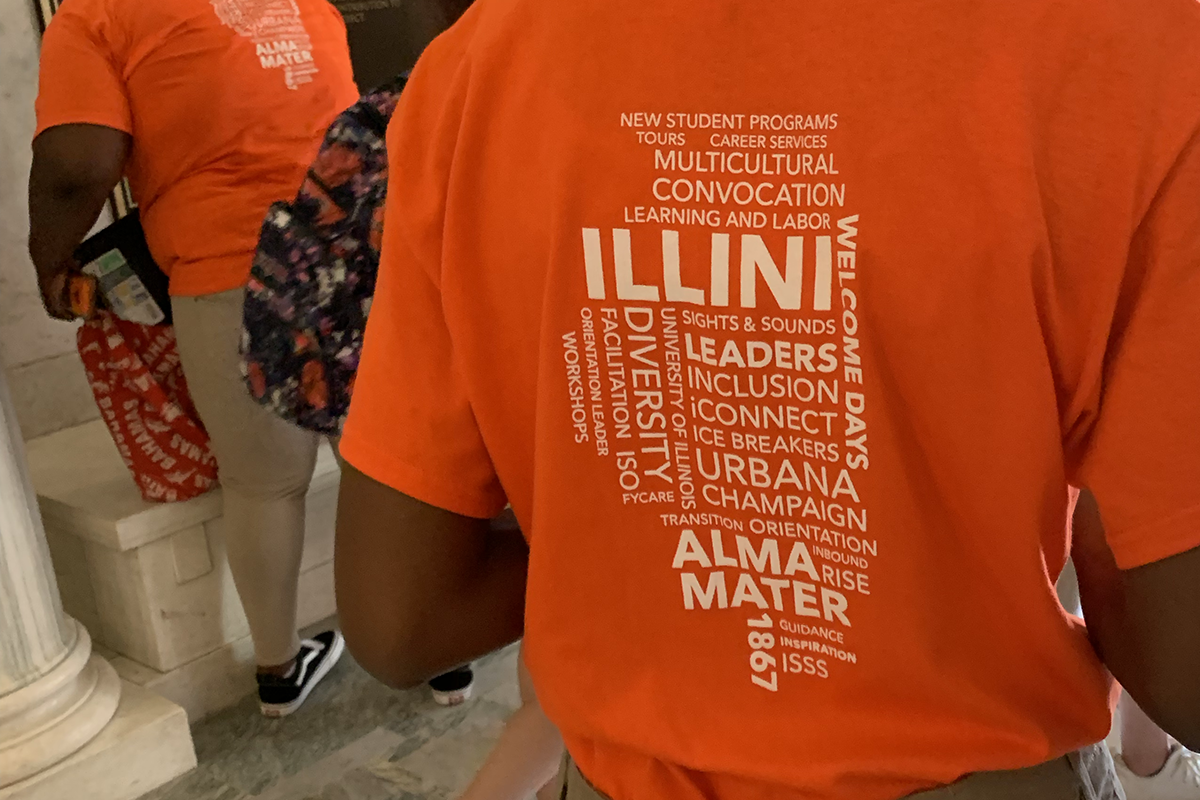 NEW STUDENT PROGRAMS
TOURS CAREER SERVICES
MULTICULTURAL
CONVOCATION
LEARNING AND LABOR
ILLINI
WELCOME DAYS
SIGHTS & SOUNDS
LEADERS
INCLUSION
iCONNECT
ICE BREAKERS
URBANA
CHAMPAIGN
UNIVERSITY OF ILLINOIS
DIVERSITY
FACILITATION ISO
ORIENTATION LEADER
WORKSHOPS
FYCARE
TRANSITION ORIENTATION
ALMA
MATER
INBOUND
RISE
1867
GUIDANCE
INSPIRATION
ISSS
URBANA
ALMA
MATER
BAHAMAS